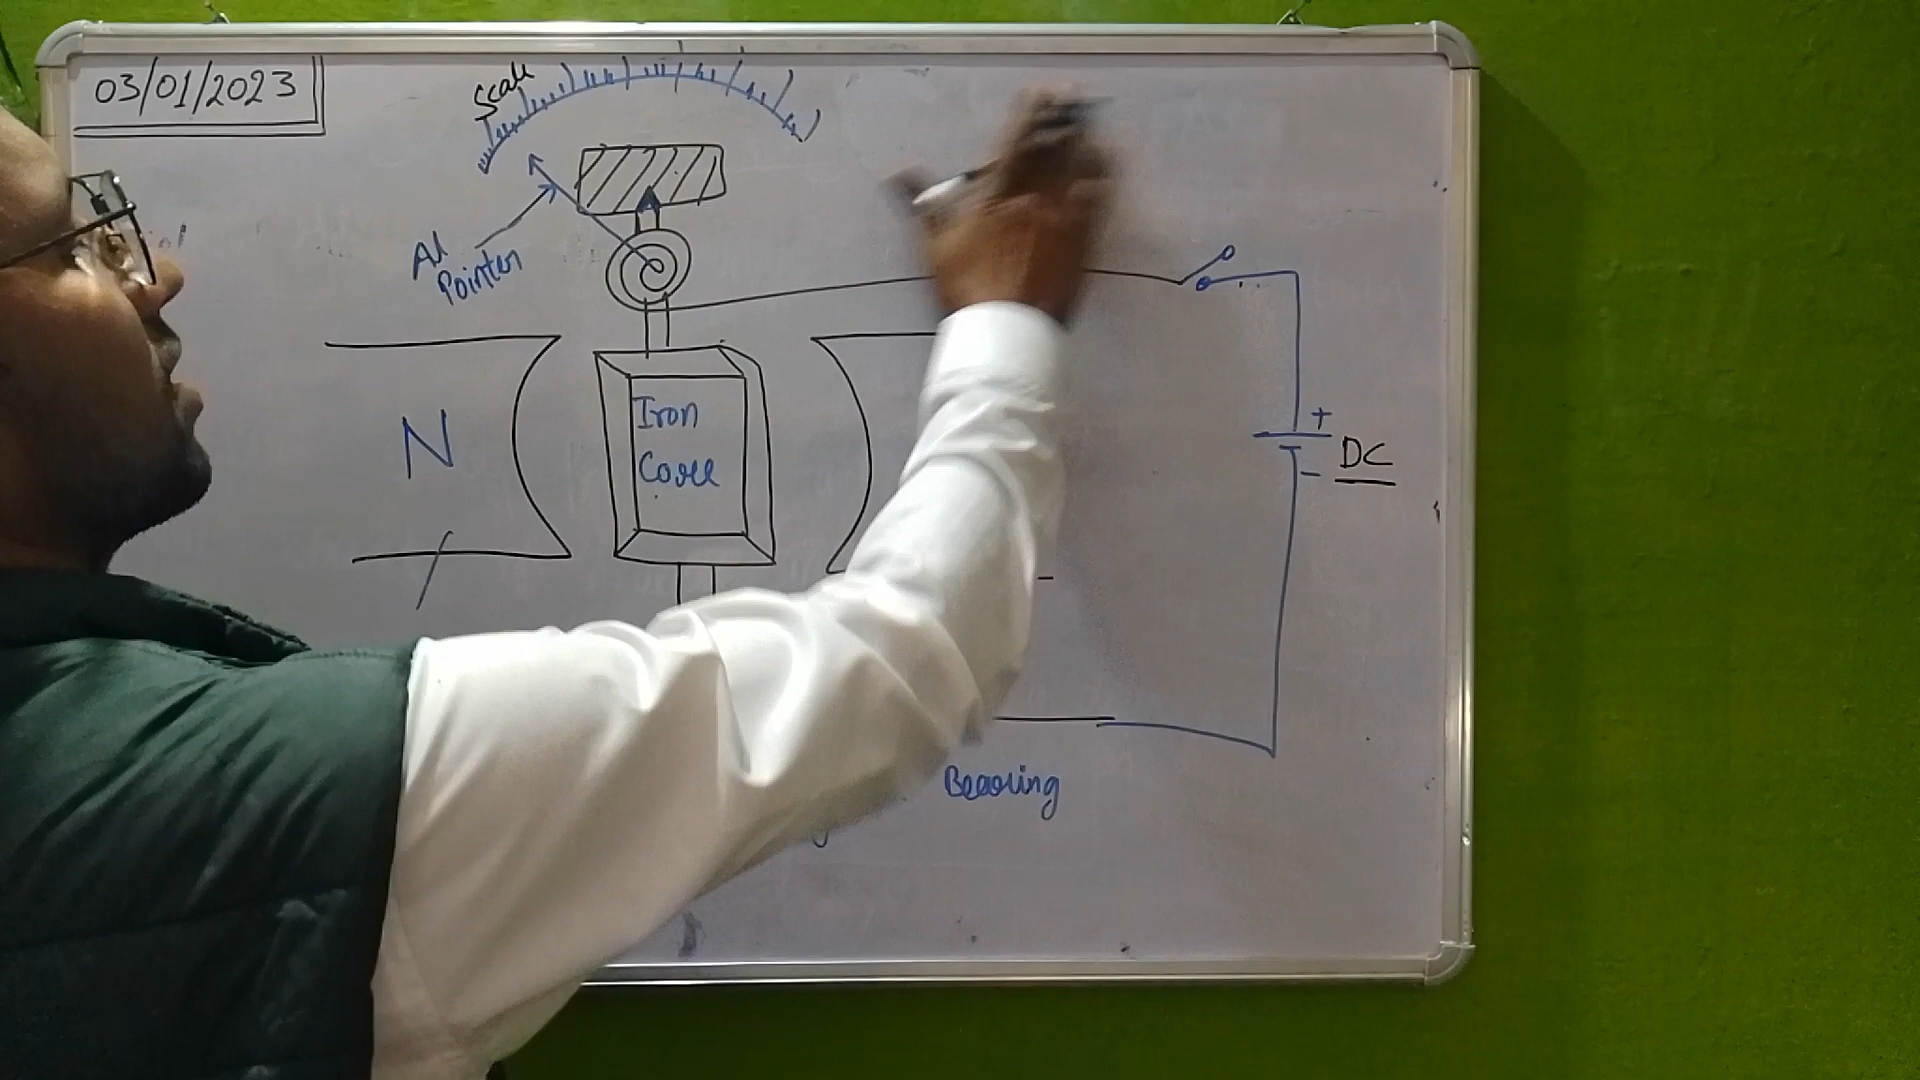 03/01/2023
Scale
Al
Pointer
N
Iron
Core
+
-
DC
Bearing